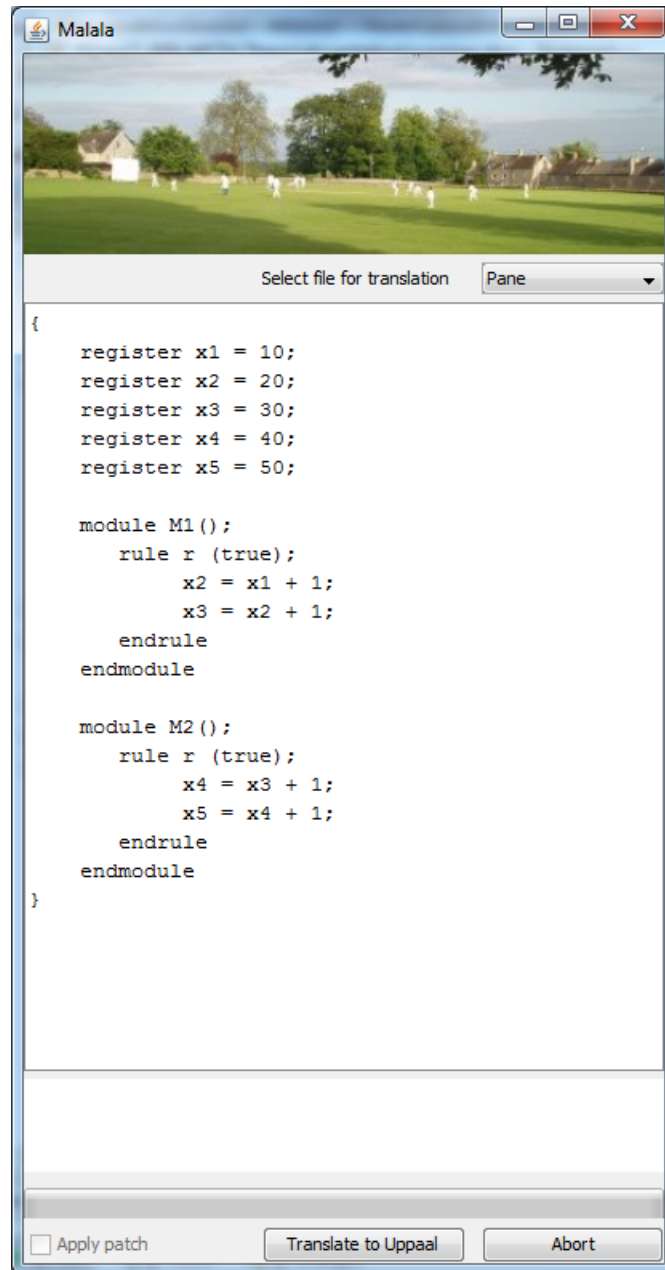 Malala
Select file for translation Pane
{
register x1 = 10;
register x2 = 20;
register x3 = 30;
register x4 = 40;
register x5 = 50;
module M1();
rule r (true);
x2 = x1 + 1;
x3 = x2 + 1;
endrule
endmodule
module M2();
rule r (true);
x4 = x3 + 1;
x5 = x4 + 1;
endrule
endmodule
}
Apply patch Translate to Uppaal Abort